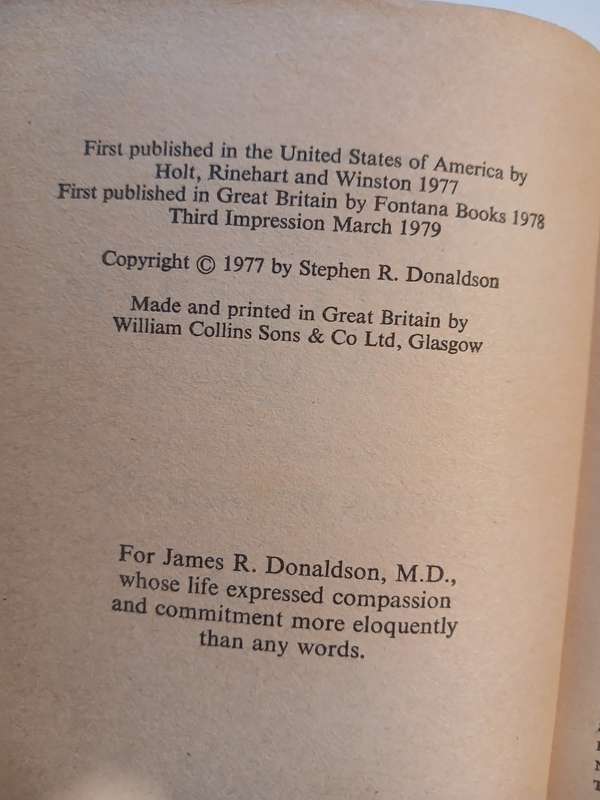 First published in the United States of America by
Holt, Rinehart and Winston 1977
First published in Great Britain by Fontana Books 1978
Third Impression March 1979
Copyright © 1977 by Stephen R. Donaldson
Made and printed in Great Britain by
William Collins Sons & Co Ltd, Glasgow
For James R. Donaldson, M.D.,
whose life expressed compassion
and commitment more eloquently
than any words.